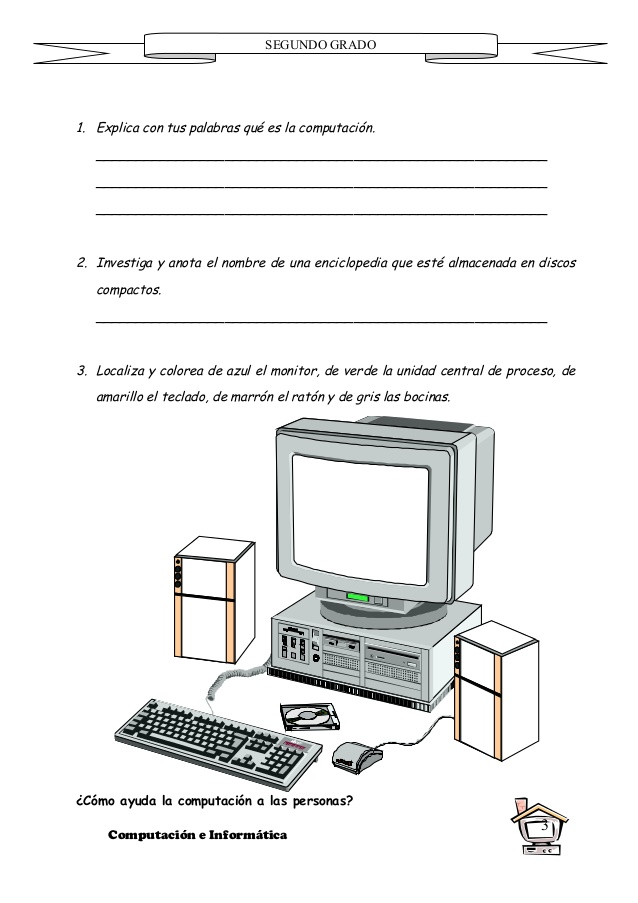 SEGUNDO GRADO
1. Explica con tus palabras qué es la computación.
2. Investiga y anota el nombre de una enciclopedia que esté almacenada en discos
compactos.
3. Localiza y colorea de azul el monitor, de verde la unidad central de proceso, de
amarillo el teclado, de marrón el ratón y de gris las bocinas.
¿Cómo ayuda la computación a las personas?
Computación e Informática
3